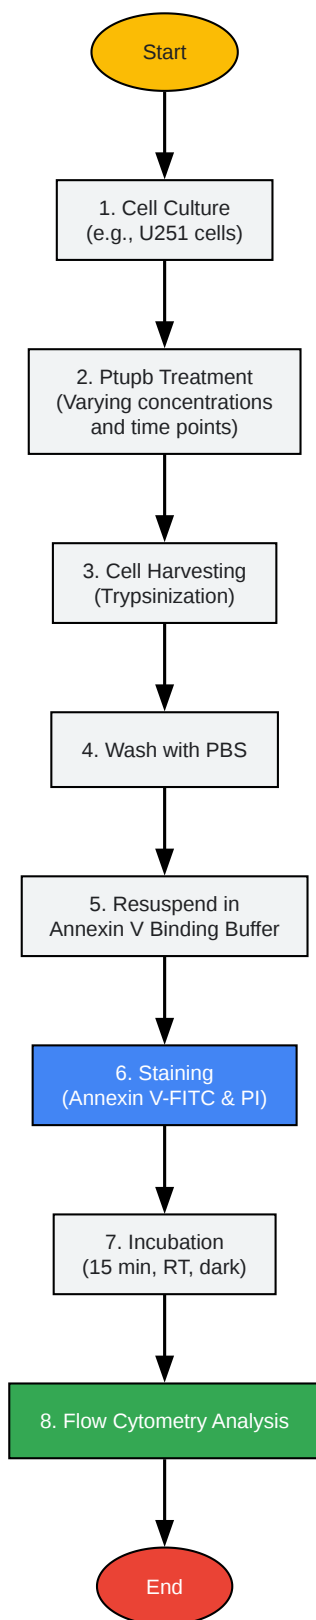 Start
1. Cell Culture
(e.g., U251 cells)
2. Ptupb Treatment
(Varying concentrations
and time points)
3. Cell Harvesting
(Trypsinization)
4. Wash with PBS
5. Resuspend in
Annexin V Binding Buffer
6. Staining
(Annexin V-FITC & PI)
7. Incubation
(15 min, RT, dark)
8. Flow Cytometry Analysis
End